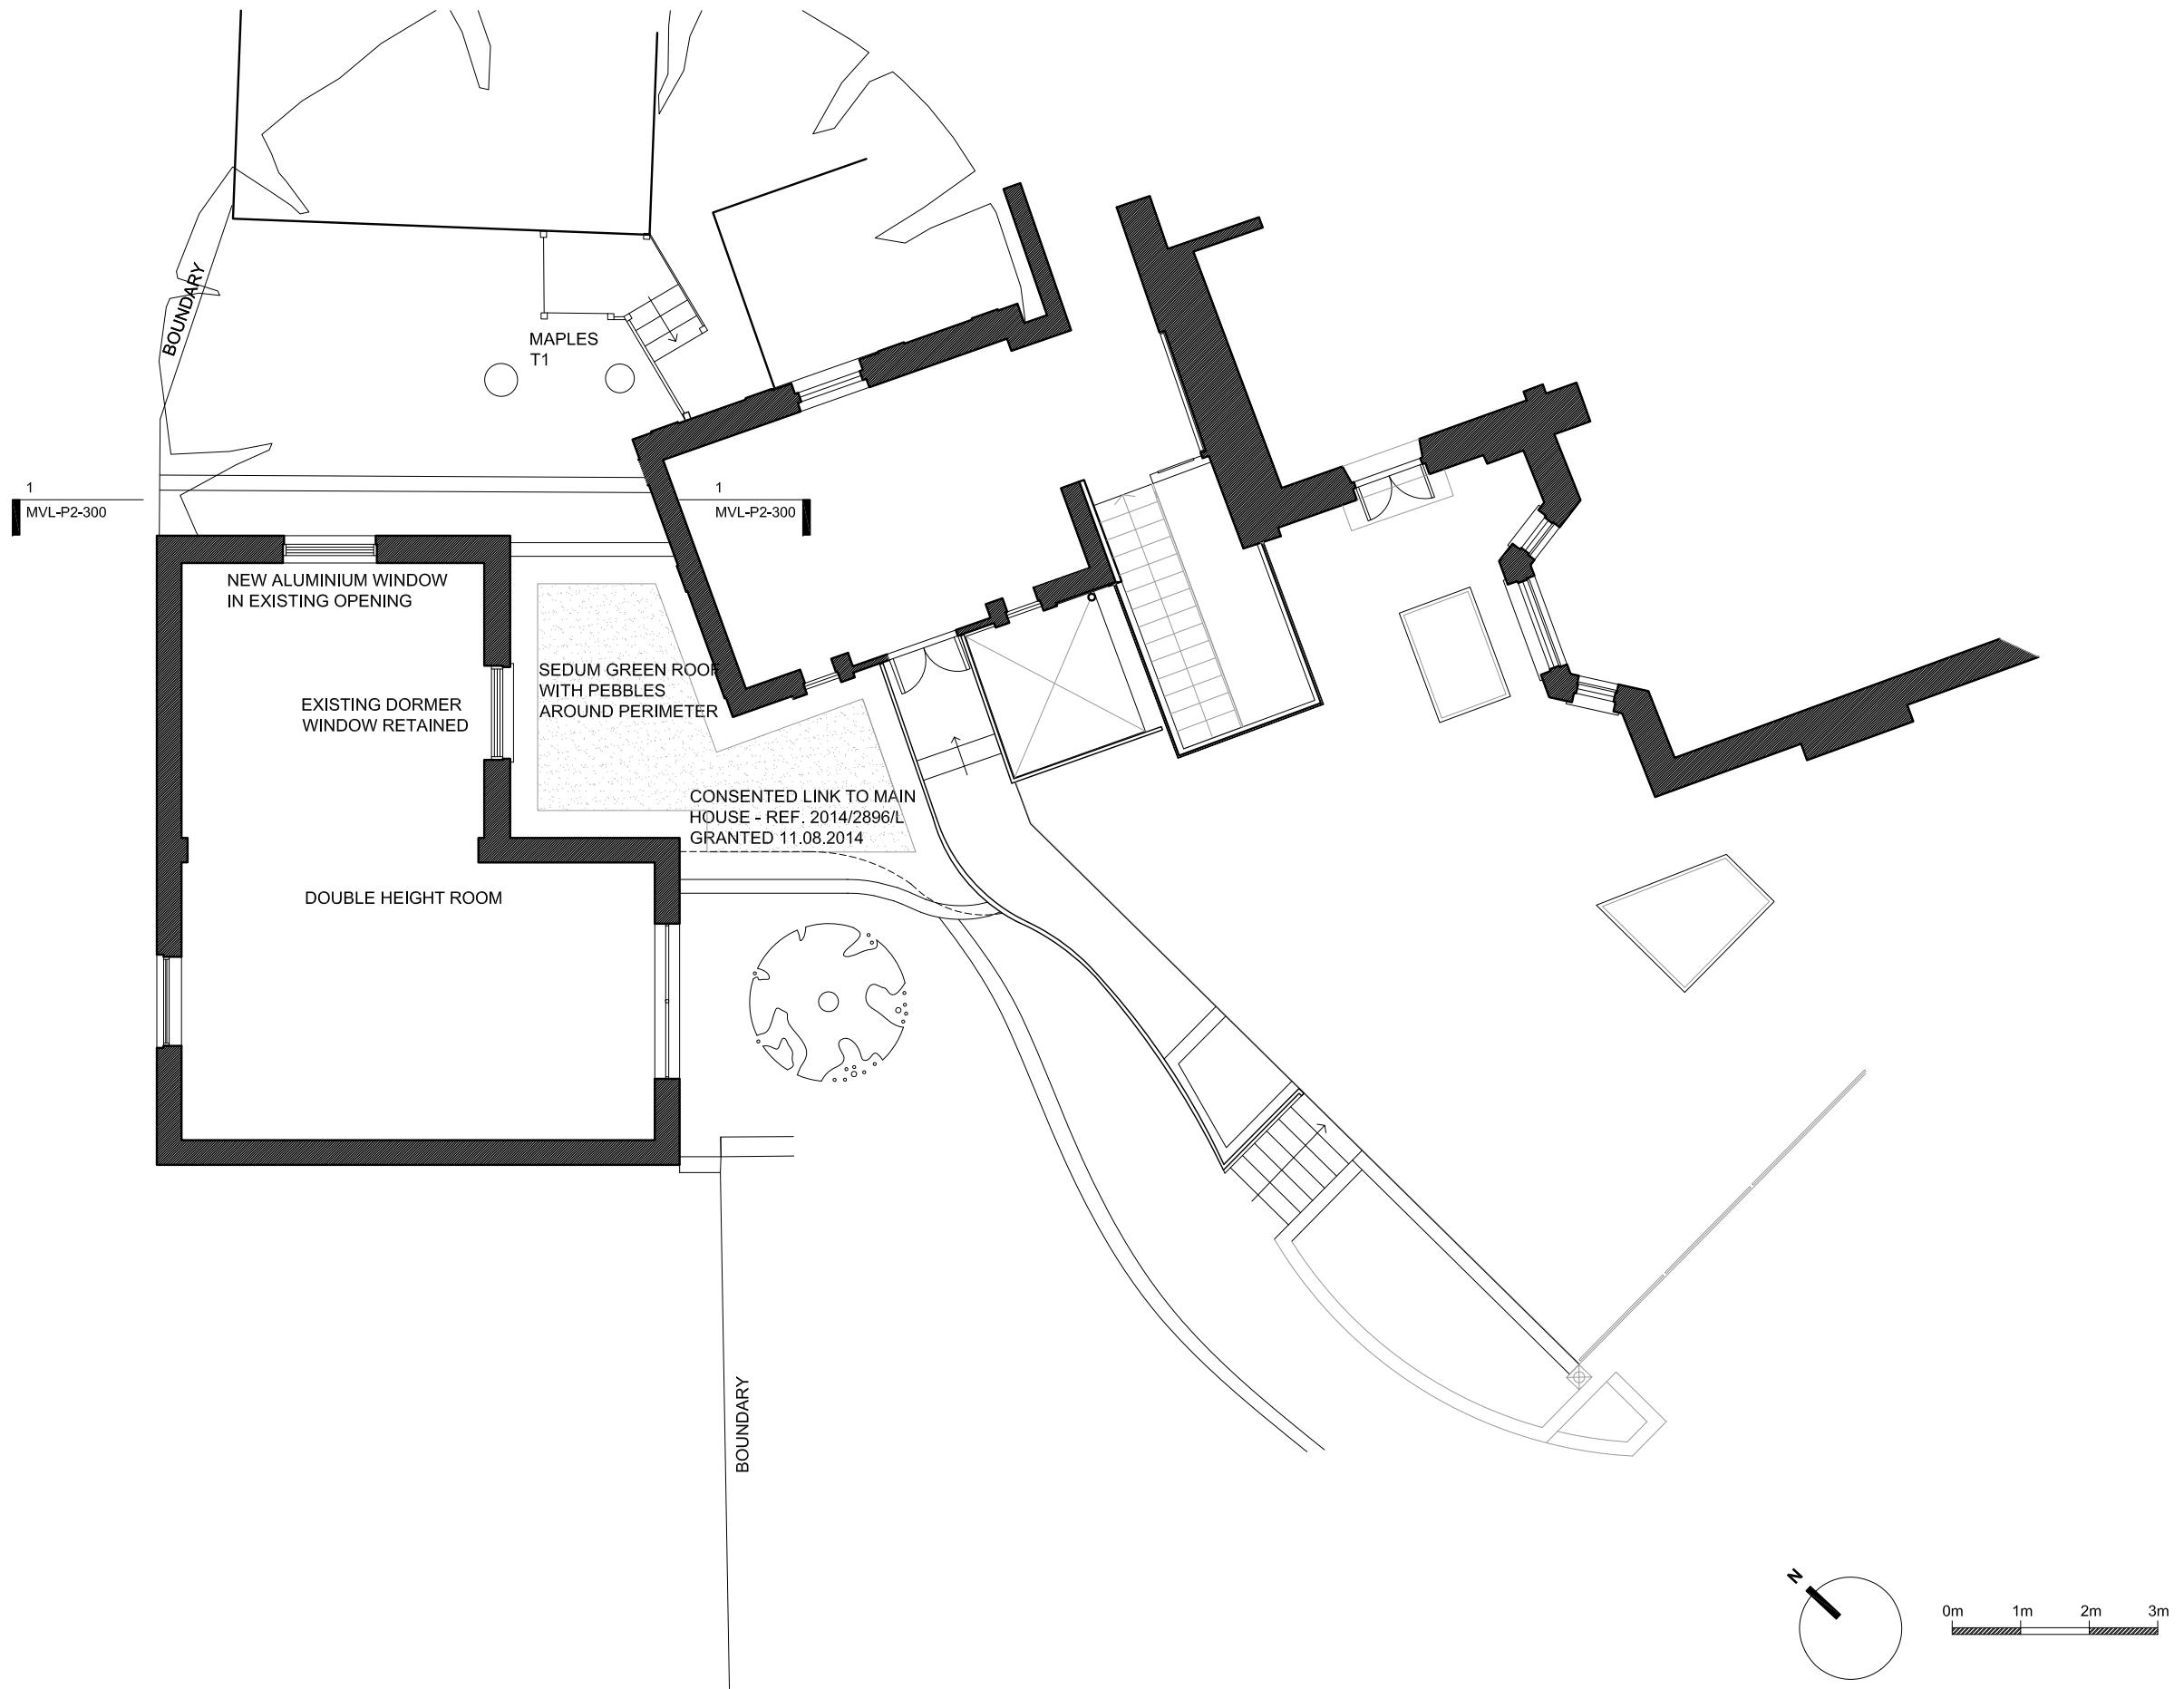 BOUNDARY
MAPLES
T1
1
MVL-P2-300
1
MVL-P2-300
NEW ALUMINIUM WINDOW
IN EXISTING OPENING
SEDUM GREEN ROOF
WITH PEBBLES
AROUND PERIMETER
EXISTING DORMER
WINDOW RETAINED
CONSENTED LINK TO MAIN
HOUSE - REF. 2014/2896/L
GRANTED 11.08.2014
DOUBLE HEIGHT ROOM
BOUNDARY
N
0m 1m 2m 3m